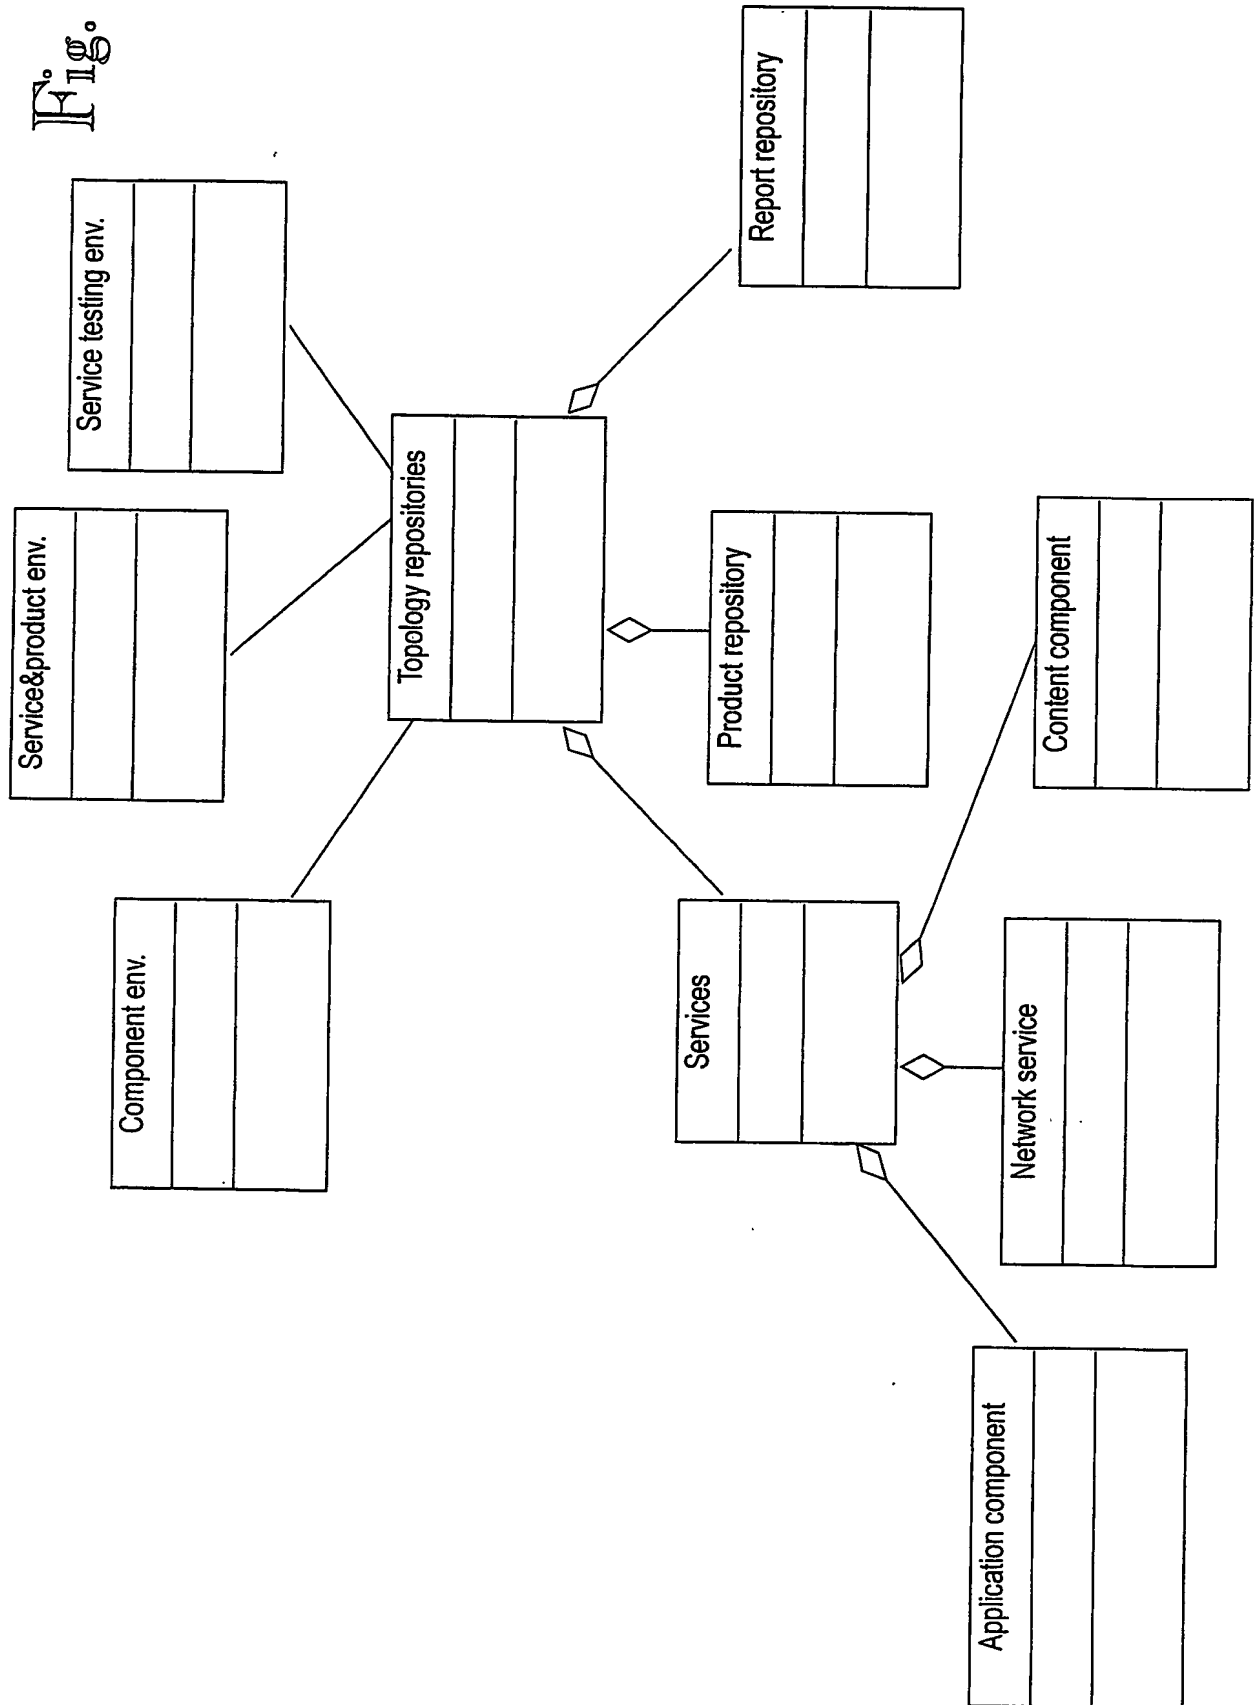 Fig.
Service testing env.
Service&product env.
Component env.
Topology repositories
Report repository
Product repository
Services
Content component
Network service
Application component